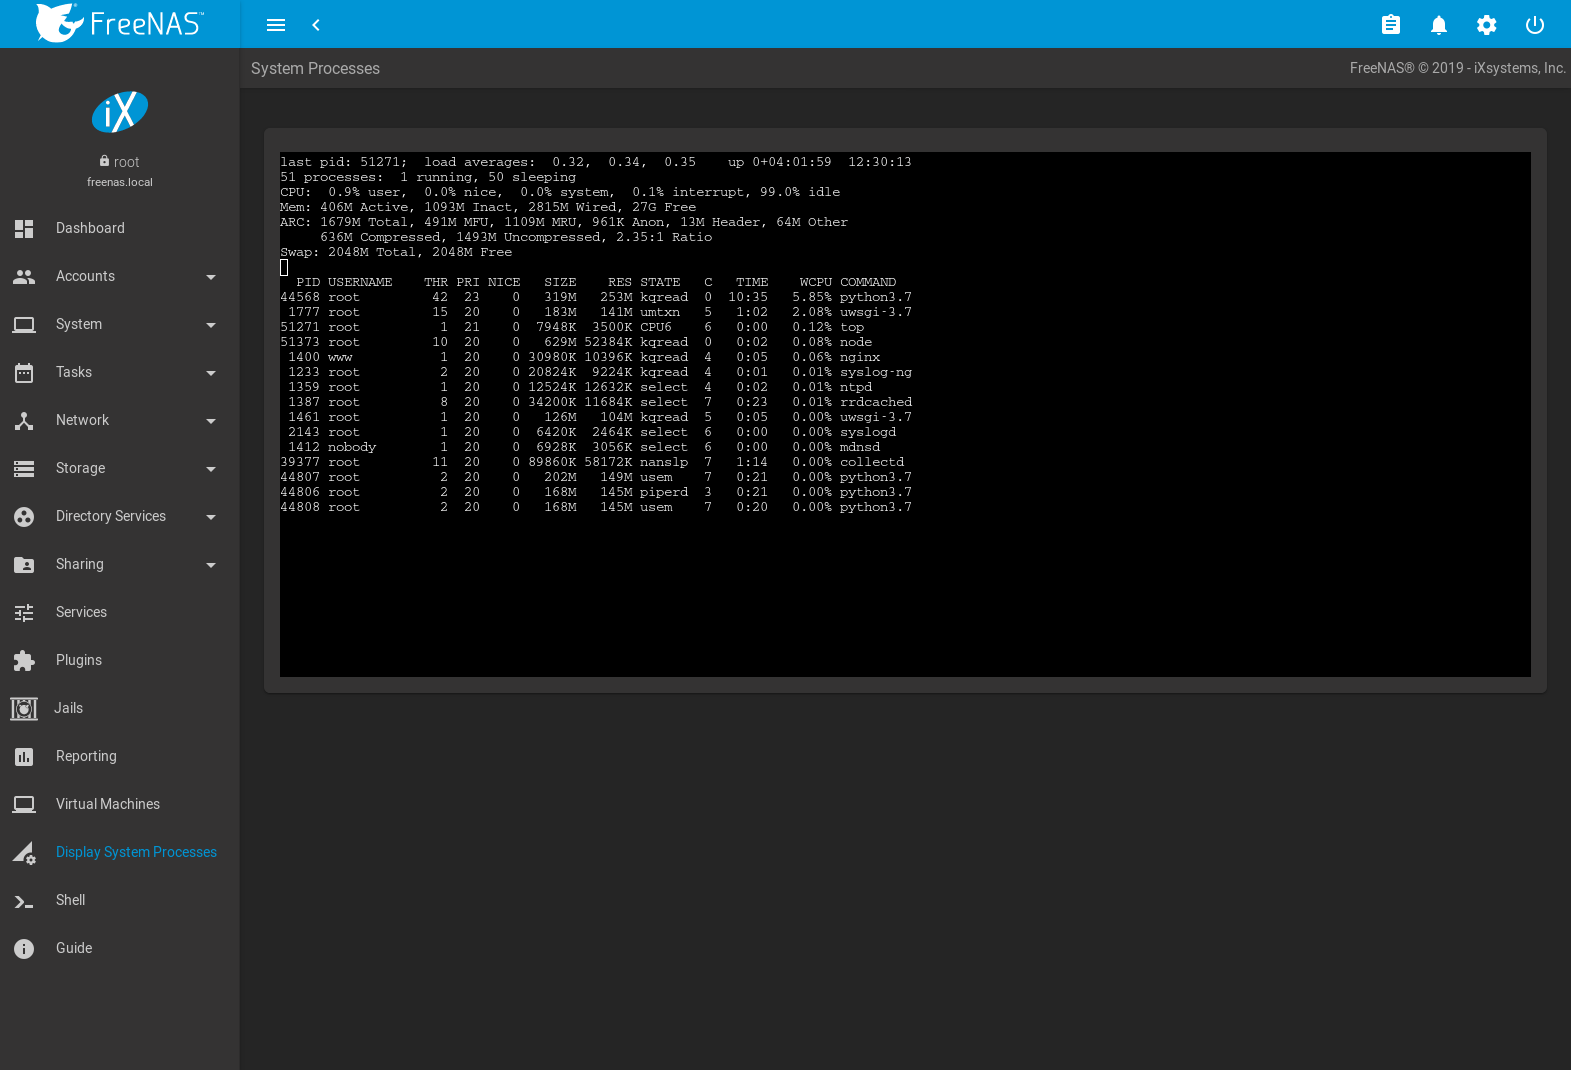 FreeNAS™
System Processes
FreeNAS® © 2019 - iXsystems, Inc.
iX
root
freenas.local
Dashboard
Accounts
System
Tasks
Network
Storage
Directory Services
Sharing
Services
Plugins
Jails
Reporting
Virtual Machines
Display System Processes
Shell
Guide
last pid: 51271;  load averages:  0.32,  0.34,  0.35    up 0+04:01:59  12:30:13
51 processes:  1 running, 50 sleeping
CPU:  0.9% user,  0.0% nice,  0.0% system,  0.1% interrupt, 99.0% idle
Mem: 406M Active, 1093M Inact, 2815M Wired, 27G Free
ARC: 1679M Total, 491M MFU, 1109M MRU, 961K Anon, 13M Header, 64M Other
     636M Compressed, 1493M Uncompressed, 2.35:1 Ratio
Swap: 2048M Total, 2048M Free
  PID USERNAME    THR PRI NICE   SIZE    RES STATE   C   TIME    WCPU COMMAND
44568 root         42  23    0   319M   253M kqread  0  10:35   5.85% python3.7
 1777 root         15  20    0   183M   141M umtxn   5   1:02   2.08% uwsgi-3.7
51271 root          1  21    0  7948K  3500K CPU6    6   0:00   0.12% top
51373 root         10  20    0   629M 52384K kqread  0   0:02   0.08% node
 1400 www           1  20    0 30980K 10396K kqread  4   0:05   0.06% nginx
 1233 root          2  20    0 20824K  9224K kqread  4   0:01   0.01% syslog-ng
 1359 root          1  20    0 12524K 12632K select  4   0:02   0.01% ntpd
 1387 root          8  20    0 34200K 11684K select  7   0:23   0.01% rrdcached
 1461 root          1  20    0   126M   104M kqread  5   0:05   0.00% uwsgi-3.7
 2143 root          1  20    0  6420K  2464K select  6   0:00   0.00% syslogd
 1412 nobody        1  20    0  6928K  3056K select  6   0:00   0.00% mdnsd
39377 root         11  20    0 89860K 58172K nanslp  7   1:14   0.00% collectd
44807 root          2  20    0   202M   149M usem    7   0:21   0.00% python3.7
44806 root          2  20    0   168M   145M piperd  3   0:21   0.00% python3.7
44808 root          2  20    0   168M   145M usem    7   0:20   0.00% python3.7